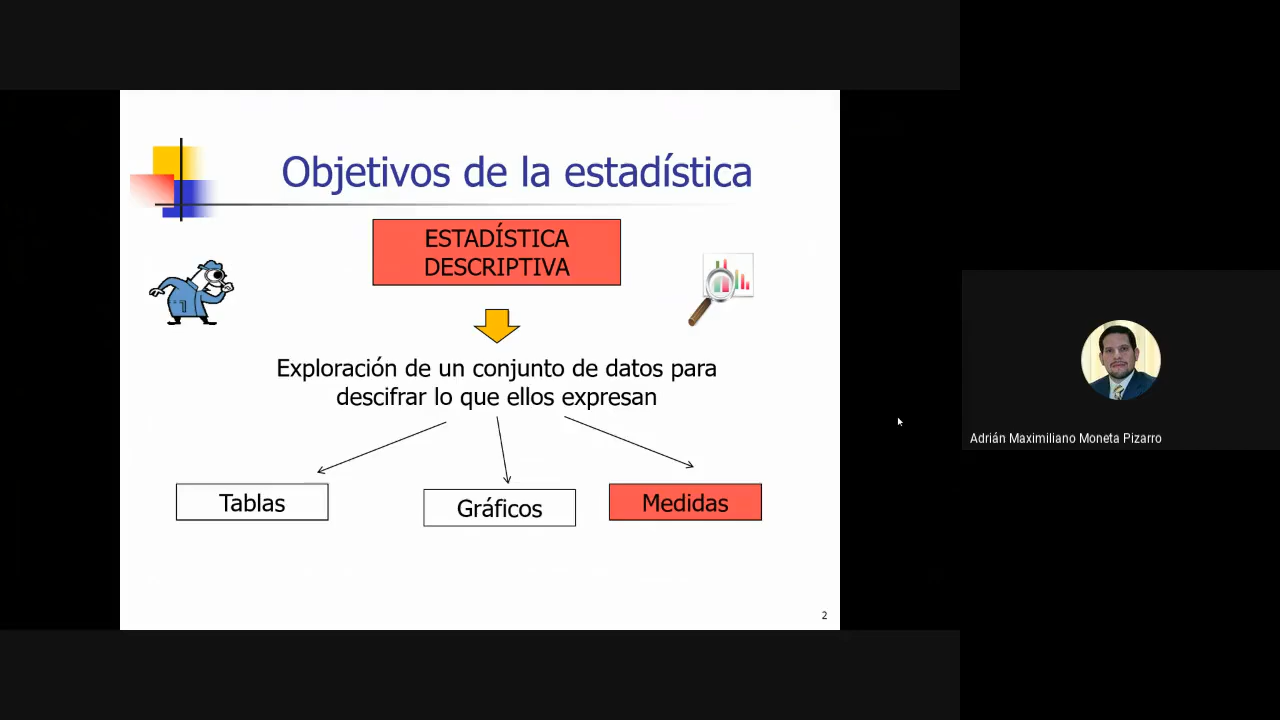 Objetivos de la estadística
ESTADÍSTICA
DESCRIPTIVA
Exploración de un conjunto de datos para
descifrar lo que ellos expresan
Tablas
Gráficos
Medidas
2
Adrián Maximiliano Moneta Pizarro